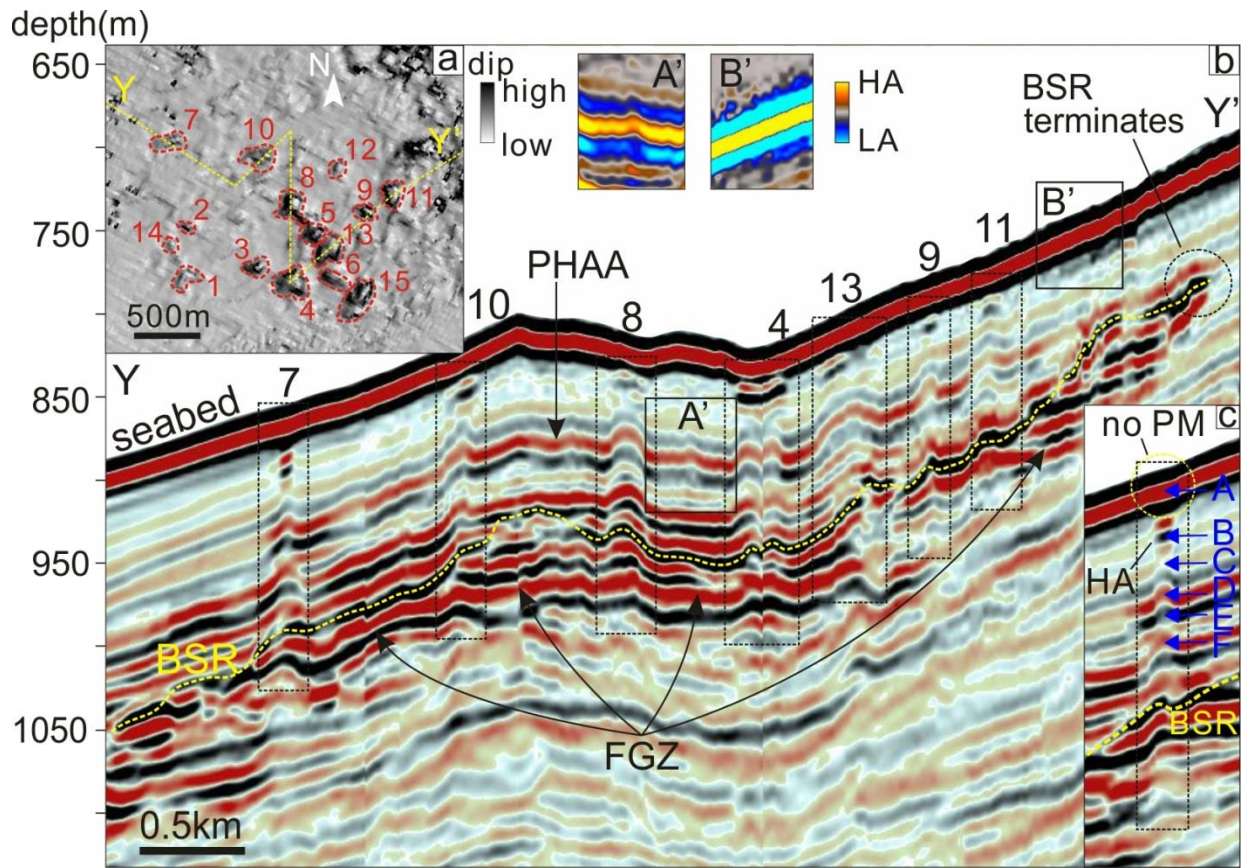 depth(m)
650
750
850
950
1050
a
N
Y
Y'
7
10
12
8
9
11
5
13
2
14
3
6
15
1
4
500m
dip
high
low
A'
B'
HA
LA
b
BSR
terminates
Y'
B'
11
9
13
4
8
PHAA
10
A'
Y
7
seabed
BSR
FGZ
0.5km
c
no PM
A
B
C
HA
D
E
F
BSR